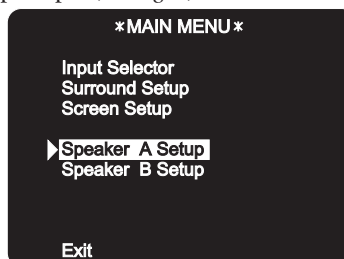 *MAIN MENU*
Input Selector
Surround Setup
Screen Setup
Speaker A Setup
Speaker B Setup
Exit